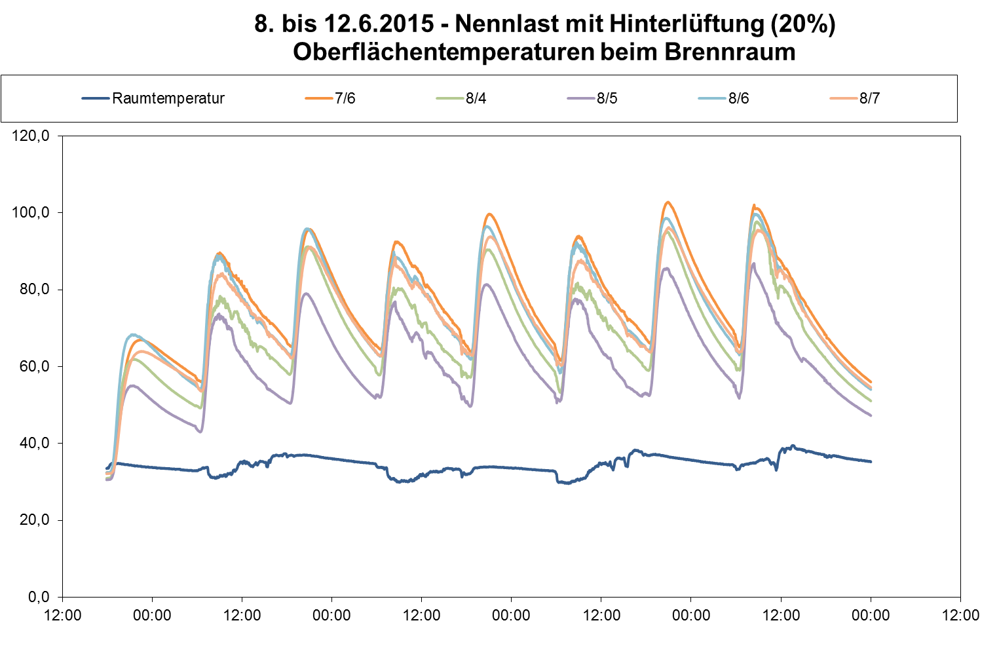 8. bis 12.6.2015 - Nennlast mit Hinterlüftung (20%)
Oberflächentemperaturen beim Brennraum
Raumtemperatur 7/6 8/4 8/5 8/6 8/7
120,0
100,0
80,0
60,0
40,0
20,0
0,0
12:00 00:00 12:00 00:00 12:00 00:00 12:00 00:00 12:00 00:00 12:00